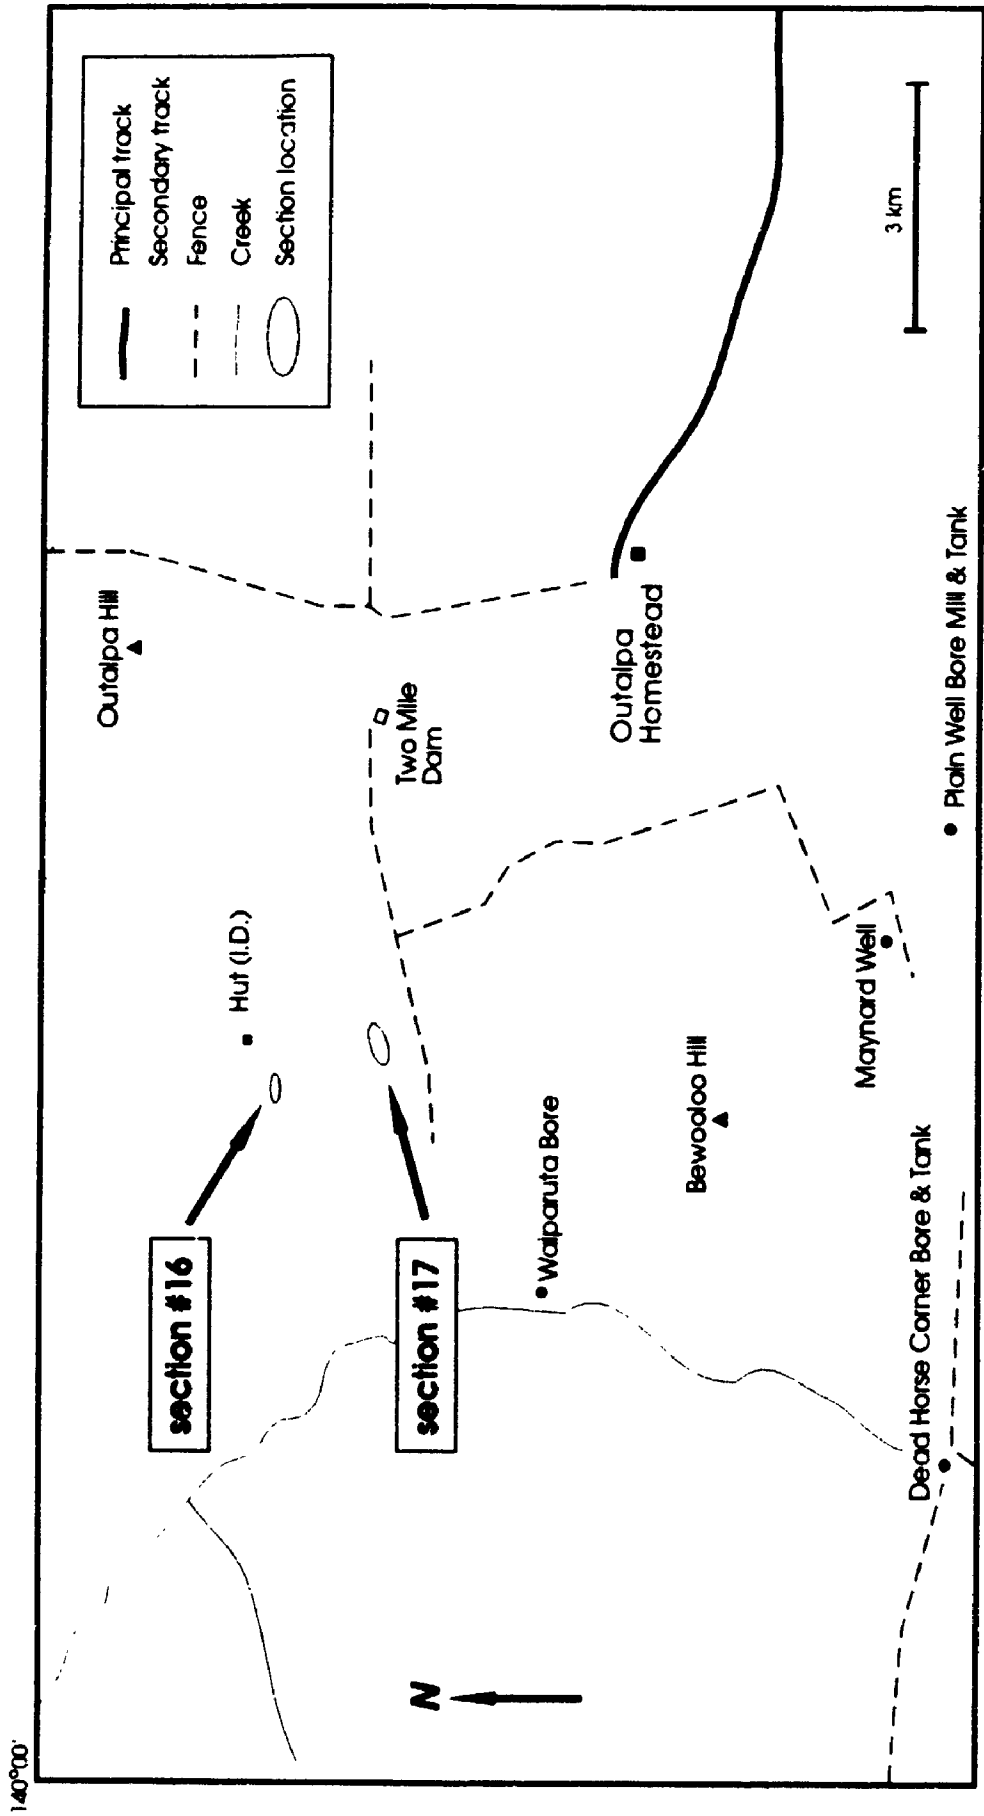 140°00'
Principal track
Secondary track
Fence
Creek
Section location
Outalpa Hill
Hut (I.D.)
section #16
Two Mile
Dam
section #17
N
Outalpa
Homestead
Waiparuta Bore
Bewooloo Hill
3 km
Maynard Well
Dead Horse Corner Bore & Tank
Plain Well Bore Mill & Tank